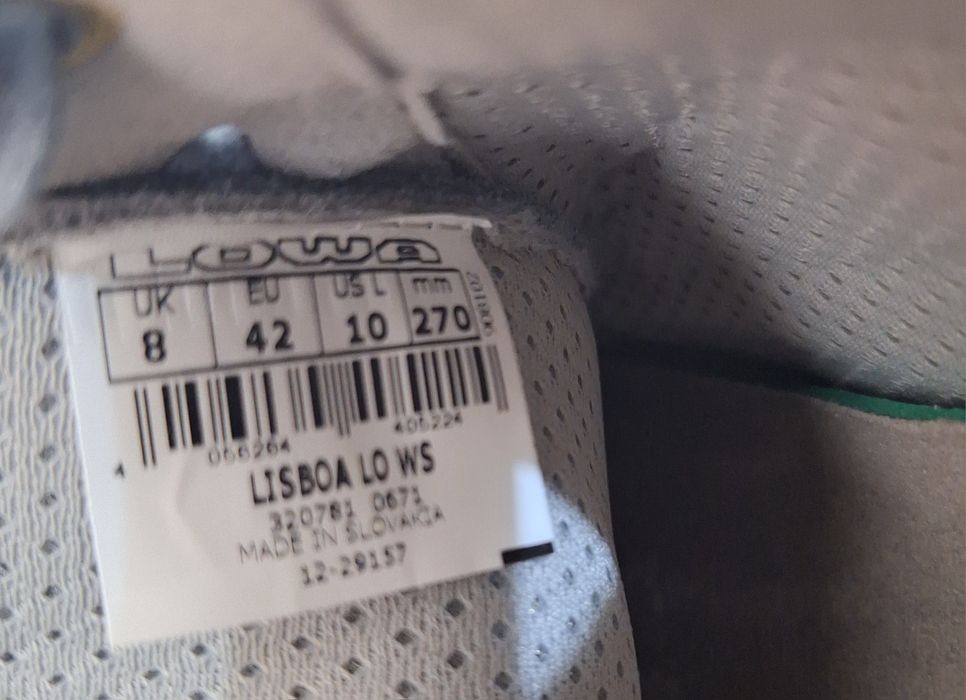 LOWA
UK EU US L mm
8 42 10 270
4 066264 405224
LISBOA LO WS
320781 0671
MADE IN SLOVAKIA
12-29157